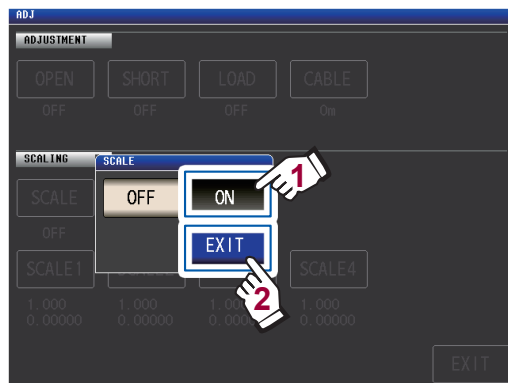 ADJ
ADJUSTMENT
OPEN SHORT LOAD CABLE
OFF OFF OFF 0m
SCALING
SCALE
SCALE OFF ON 1
OFF
EXIT
SCALE1 SCALE4
2
1.000 1.000 1.000
0.00000 0.00000 0.00000
EXIT